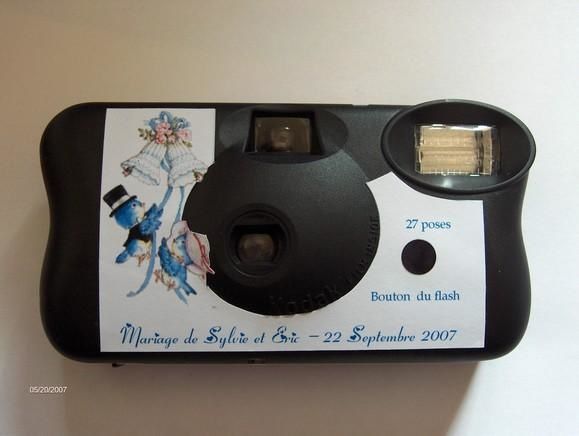 27 poses
Kodak
Bouton du flash
Mariage de Sylvie et Eric – 22 Septembre 2007
05/20/2007